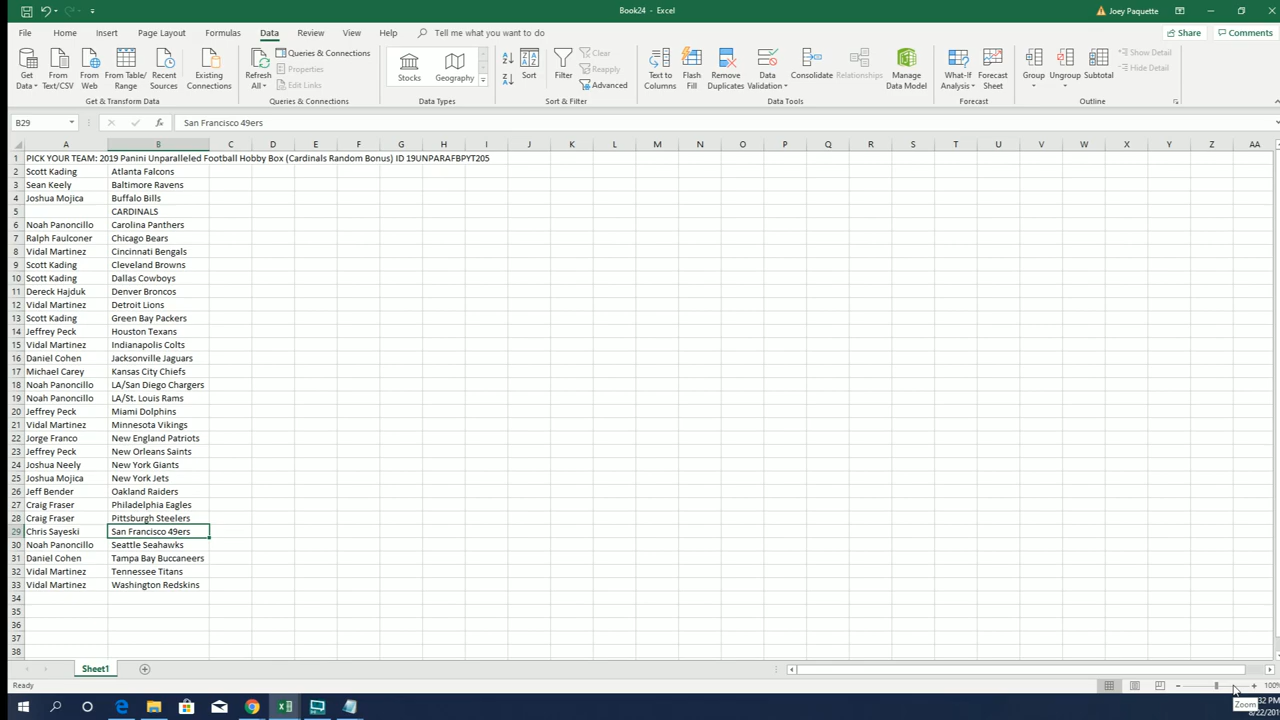 Book24 - Excel
Joey Paquette
File Home Insert Page Layout Formulas Data Review View Help Tell me what you want to do Share Comments
Get Data From Text/CSV From Web From Table/Range Recent Sources Existing Connections
Get & Transform Data
Refresh All Queries & Connections Properties Edit Links
Queries & Connections
Stocks Geography
Data Types
Sort Filter Clear Reapply Advanced
Sort & Filter
Text to Columns Flash Fill Remove Duplicates Data Validation Consolidate Relationships Manage Data Model
Data Tools
What-If Analysis Forecast Sheet
Forecast
Group Ungroup Subtotal Show Detail Hide Detail
Outline
B29 fx San Francisco 49ers
A B C D E F G H I J K L M N O P Q R S T U V W X Y Z AA
1 PICK YOUR TEAM: 2019 Panini Unparalleled Football Hobby Box (Cardinals Random Bonus) ID 19UNPARAFBPYT205
2 Scott Kading Atlanta Falcons
3 Sean Keely Baltimore Ravens
4 Joshua Mojica Buffalo Bills
5 CARDINALS
6 Noah Panoncillo Carolina Panthers
7 Ralph Faulconer Chicago Bears
8 Vidal Martinez Cincinnati Bengals
9 Scott Kading Cleveland Browns
10 Scott Kading Dallas Cowboys
11 Dereck Hajduk Denver Broncos
12 Vidal Martinez Detroit Lions
13 Scott Kading Green Bay Packers
14 Jeffrey Peck Houston Texans
15 Vidal Martinez Indianapolis Colts
16 Daniel Cohen Jacksonville Jaguars
17 Michael Carey Kansas City Chiefs
18 Noah Panoncillo LA/San Diego Chargers
19 Noah Panoncillo LA/St. Louis Rams
20 Jeffrey Peck Miami Dolphins
21 Vidal Martinez Minnesota Vikings
22 Jorge Franco New England Patriots
23 Jeffrey Peck New Orleans Saints
24 Joshua Neely New York Giants
25 Joshua Mojica New York Jets
26 Jeff Bender Oakland Raiders
27 Craig Fraser Philadelphia Eagles
28 Craig Fraser Pittsburgh Steelers
29 Chris Sayeski San Francisco 49ers
30 Noah Panoncillo Seattle Seahawks
31 Daniel Cohen Tampa Bay Buccaneers
32 Vidal Martinez Tennessee Titans
33 Vidal Martinez Washington Redskins
34
35
36
37
38
Sheet1
Ready 100%
Zoom